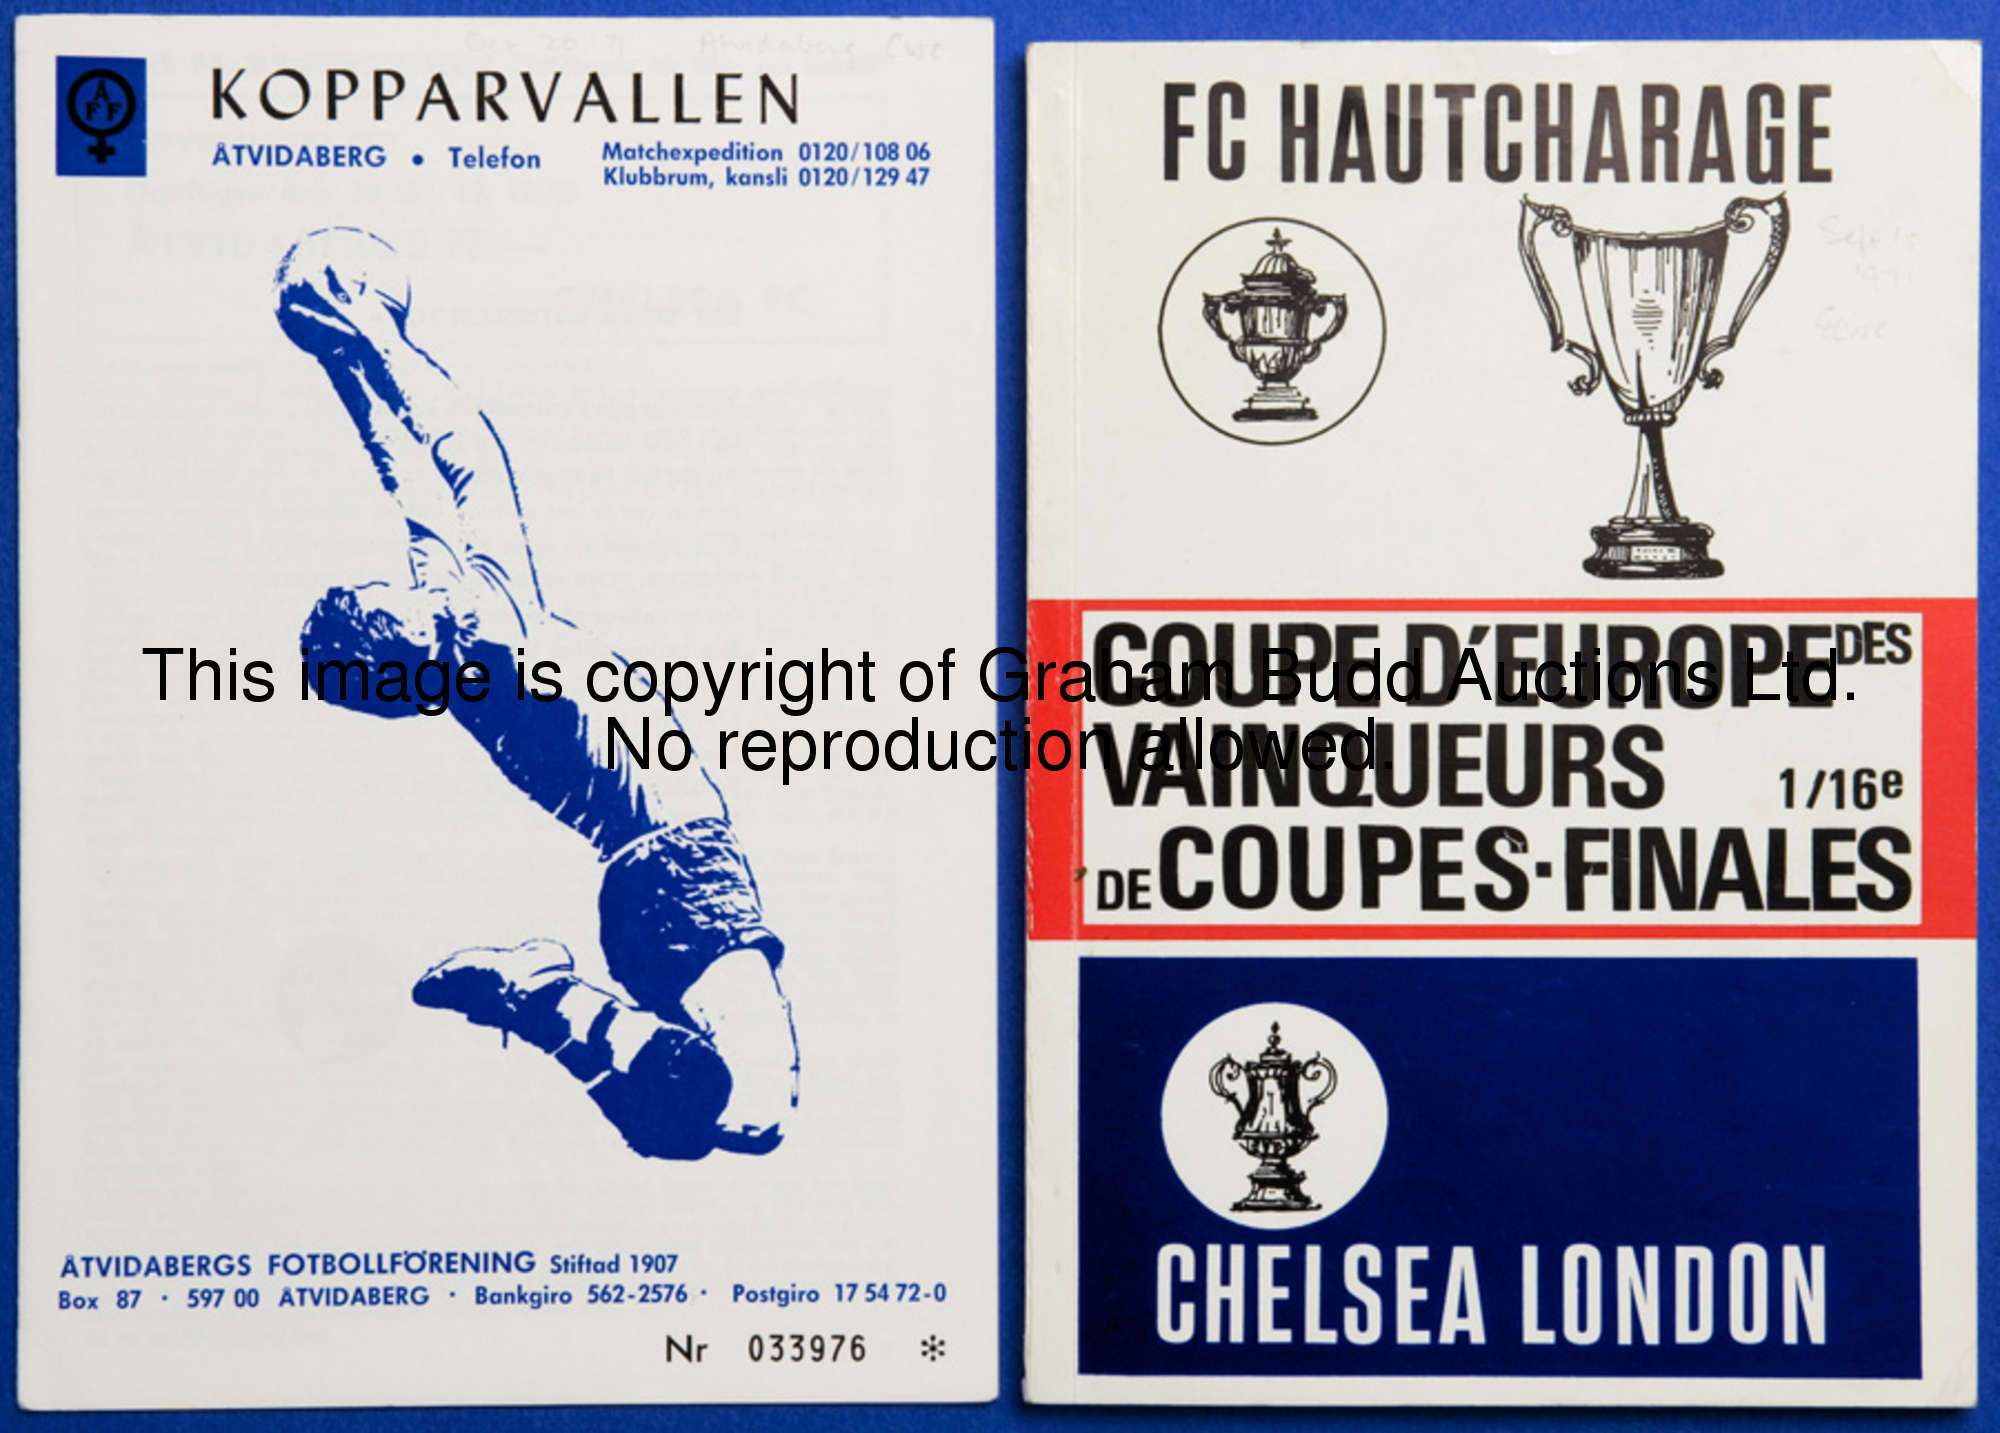 AFF
KOPPARVALLEN
ÅTVIDABERG • Telefon
Matchexpedition 0120/108 06
Klubbrum, kansli 0120/129 47
ÅTVIDABERGS FOTBOLLFÖRENING Stiftad 1907
Box 87 · 597 00 ÅTVIDABERG · Bankgiro 562-2576 · Postgiro 17 54 72-0
Nr 033976 *
FC HAUTCHARAGE
COUPE D'EUROPE DES
VAINQUEURS 1/16e
DE COUPES·FINALES
CHELSEA LONDON
This image is copyright of Graham Budd Auctions Ltd.
No reproduction allowed.